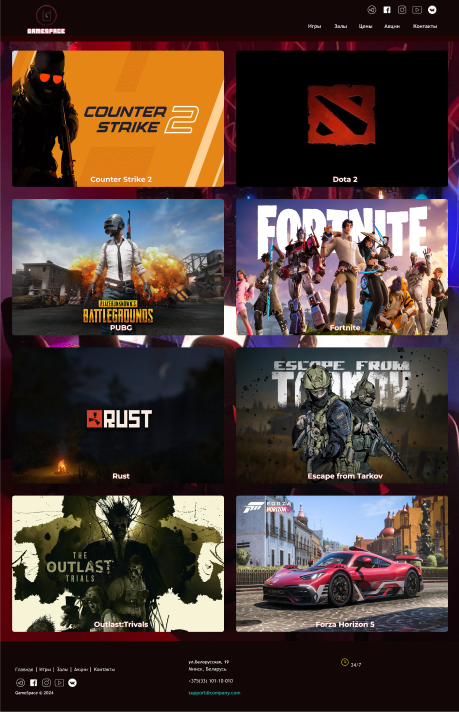 GAMESPACE
Игры Залы Цены Акции Контакты
COUNTER
STRIKE 2
Counter Strike 2
Dota 2
FORTNITE
PLAYERUNKNOWN'S
BATTLEGROUNDS
PUBG
Fortnite
RUST
Rust
ESCAPE FROM
TARKOV
Escape from Tarkov
THE
OUTLAST
TRIALS
Outlast:Trivals
FORZA
HORIZON
Forza Horizon 5
Главная | Игры | Залы | Акции | Контакты
GameSpace © 2024
ул.Белорусская, 19
Минск, Беларусь
+375(33) 101-10-010
support@company.com
24/7